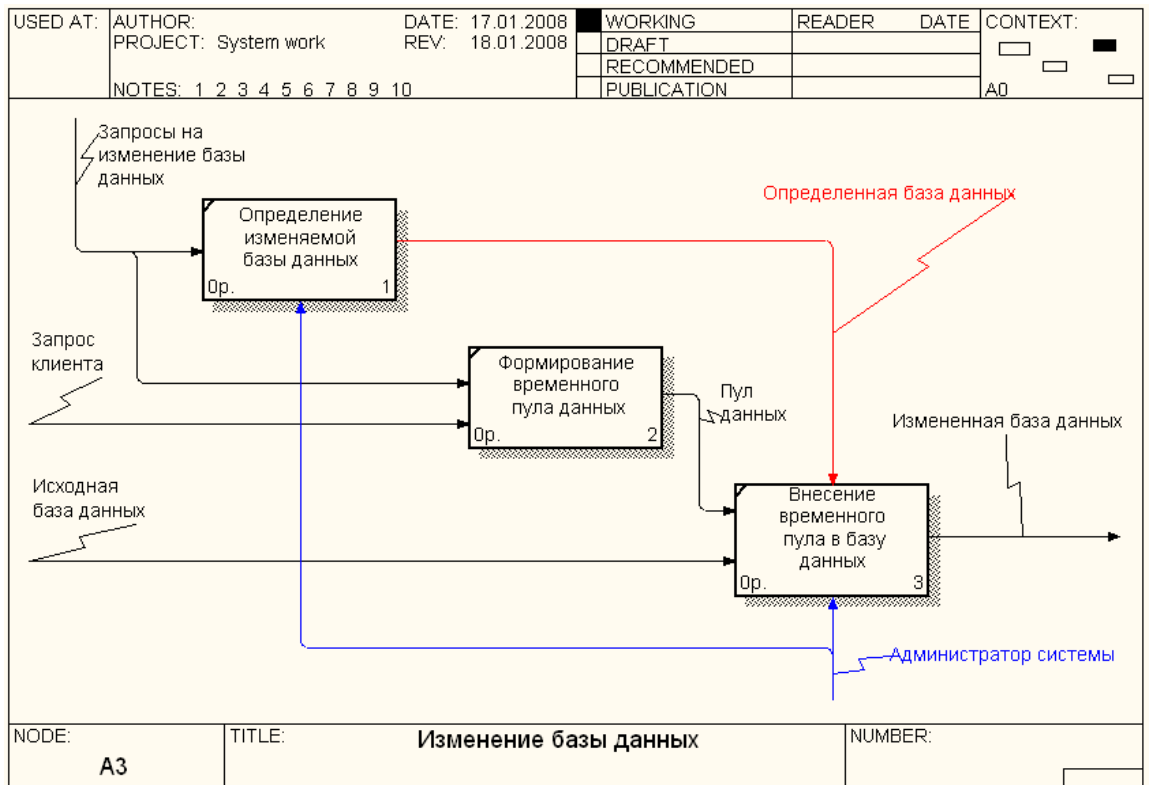 USED AT:
AUTHOR:
DATE: 17.01.2008
PROJECT: System work
REV: 18.01.2008
NOTES: 1 2 3 4 5 6 7 8 9 10
WORKING
DRAFT
RECOMMENDED
PUBLICATION
READER DATE
CONTEXT:
A0
Запросы на
изменение базы
данных
Определение
изменяемой
базы данных
0р. 1
Определенная база данных
Запрос
клиента
Формирование
временного
пула данных
0р. 2
Пул
данных
Измененная база данных
Исходная
база данных
Внесение
временного
пула в базу
данных
0р. 3
Администратор системы
NODE:
A3
TITLE:
Изменение базы данных
NUMBER: